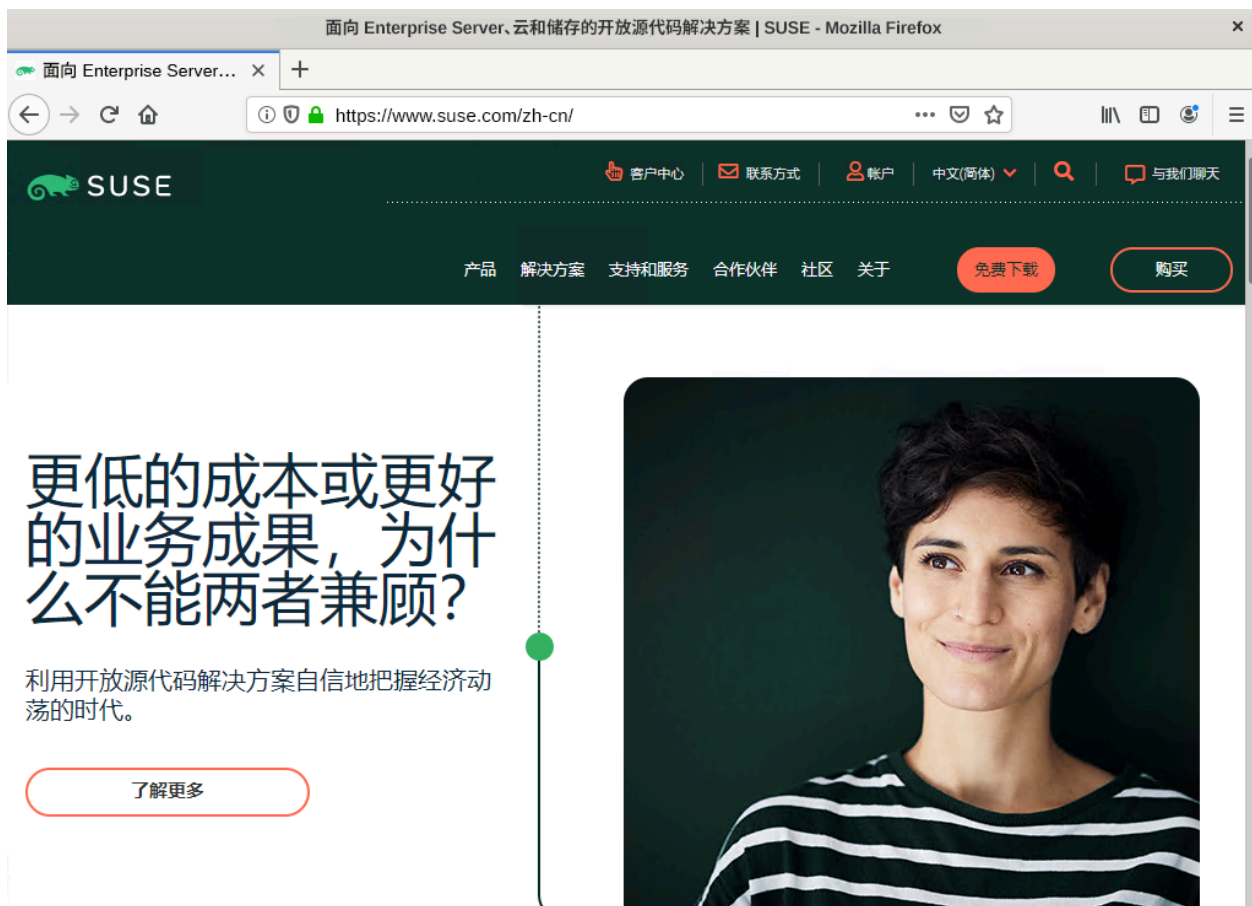 面向 Enterprise Server、云和储存的开放源代码解决方案 | SUSE - Mozilla Firefox
面向 Enterprise Server…
https://www.suse.com/zh-cn/
SUSE
客户中心 联系方式 帐户 中文(简体) 与我们聊天
产品 解决方案 支持和服务 合作伙伴 社区 关于 免费下载 购买
更低的成本或更好
的业务成果，为什
么不能两者兼顾？
利用开放源代码解决方案自信地把握经济动
荡的时代。
了解更多